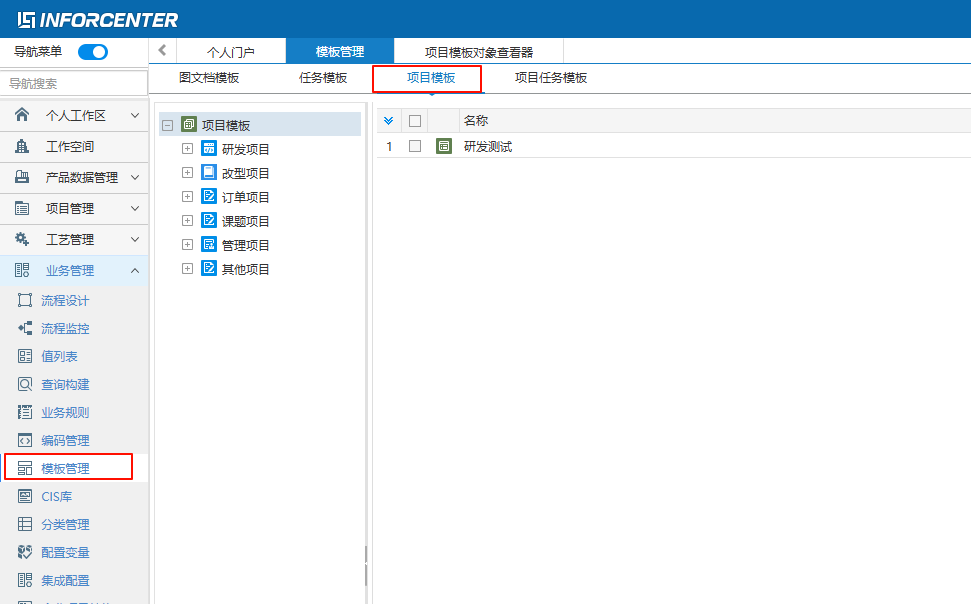 INFORCENTER
导航菜单
个人门户
模板管理
项目模板对象查看器
导航搜索
图文档模板
任务模板
项目模板
项目任务模板
个人工作区
工作空间
产品数据管理
项目管理
工艺管理
业务管理
流程设计
流程监控
值列表
查询构建
业务规则
编码管理
模板管理
CIS库
分类管理
配置变量
集成配置
项目模板
研发项目
改型项目
订单项目
课题项目
管理项目
其他项目
名称
1 研发测试